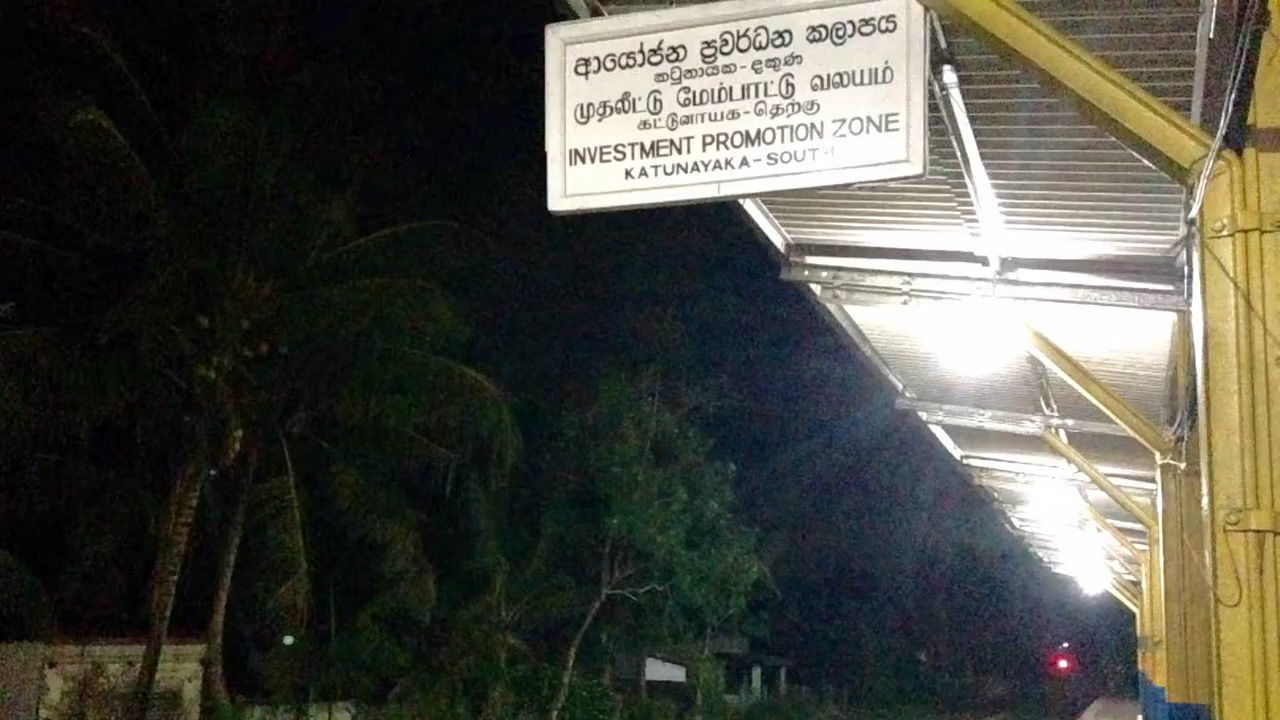 ආයෝජන ප්‍රවර්ධන කලාපය
කටුනායක-දකුණ
முதலீட்டு மேம்பாட்டு வலயம்
கட்டுனாயக-தெற்கு
INVESTMENT PROMOTION ZONE
KATUNAYAKA-SOUTH